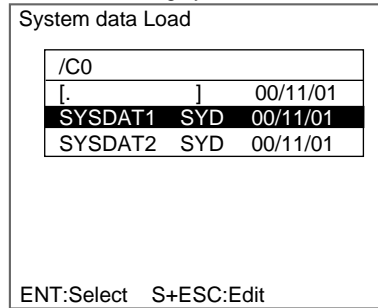 System data Load
/C0
[. ] 00/11/01
SYSDAT1 SYD 00/11/01
SYSDAT2 SYD 00/11/01
ENT:Select S+ESC:Edit